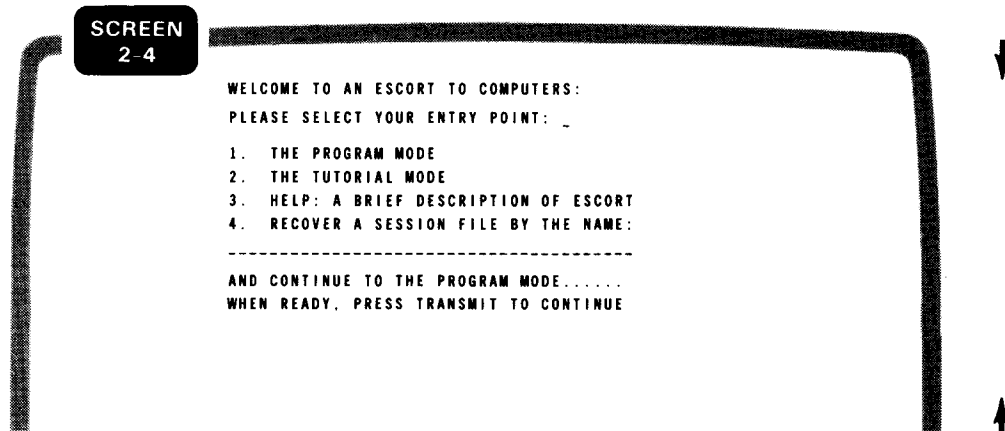 SCREEN
2-4
WELCOME TO AN ESCORT TO COMPUTERS:
PLEASE SELECT YOUR ENTRY POINT: _
1. THE PROGRAM MODE
2. THE TUTORIAL MODE
3. HELP: A BRIEF DESCRIPTION OF ESCORT
4. RECOVER A SESSION FILE BY THE NAME:
---------------------------------------
AND CONTINUE TO THE PROGRAM MODE......
WHEN READY, PRESS TRANSMIT TO CONTINUE